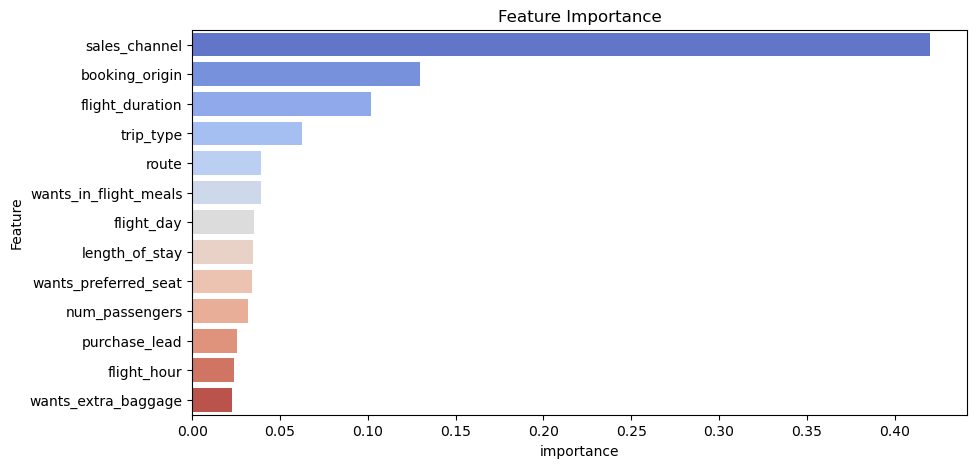 Feature Importance
sales_channel
booking_origin
flight_duration
trip_type
route
wants_in_flight_meals
flight_day
length_of_stay
wants_preferred_seat
num_passengers
purchase_lead
flight_hour
wants_extra_baggage
Feature
0.00 0.05 0.10 0.15 0.20 0.25 0.30 0.35 0.40
importance